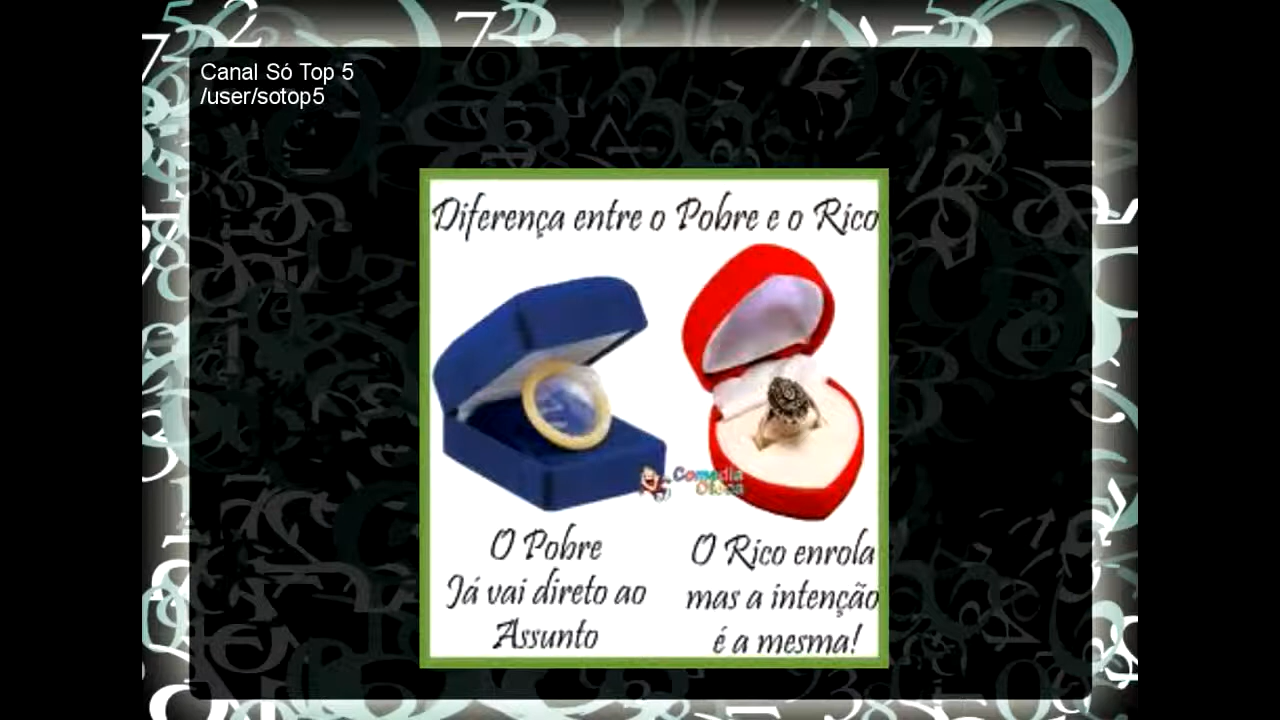 Canal Só Top 5
/user/sotop5
Diferença entre o Pobre e o Rico
Comedia
O Pobre
Já vai direto ao
Assunto
O Rico enrola
mas a intenção
é a mesma!